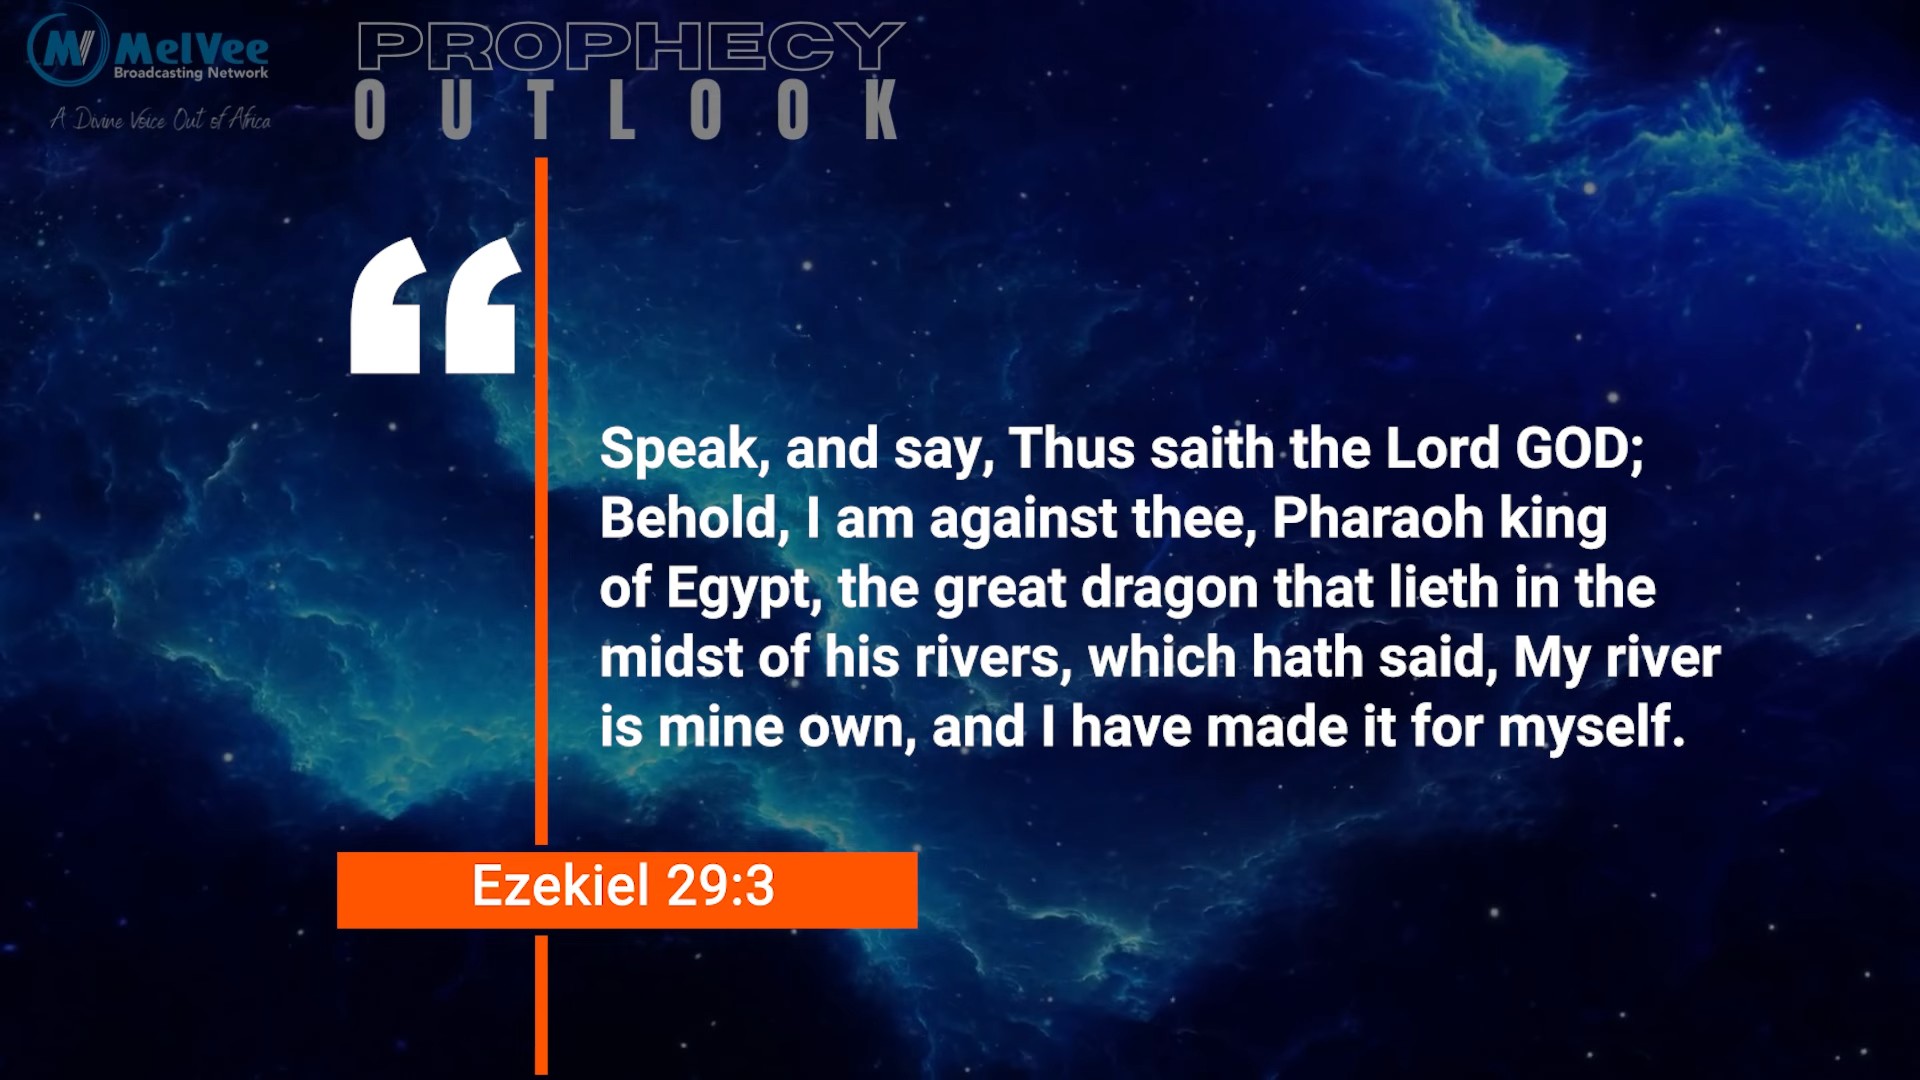 MelVee
Broadcasting Network
A Divine Voice Out of Africa
PROPHECY
OUTLOOK
“
Speak, and say, Thus saith the Lord GOD;
Behold, I am against thee, Pharaoh king
of Egypt, the great dragon that lieth in the
midst of his rivers, which hath said, My river
is mine own, and I have made it for myself.
Ezekiel 29:3